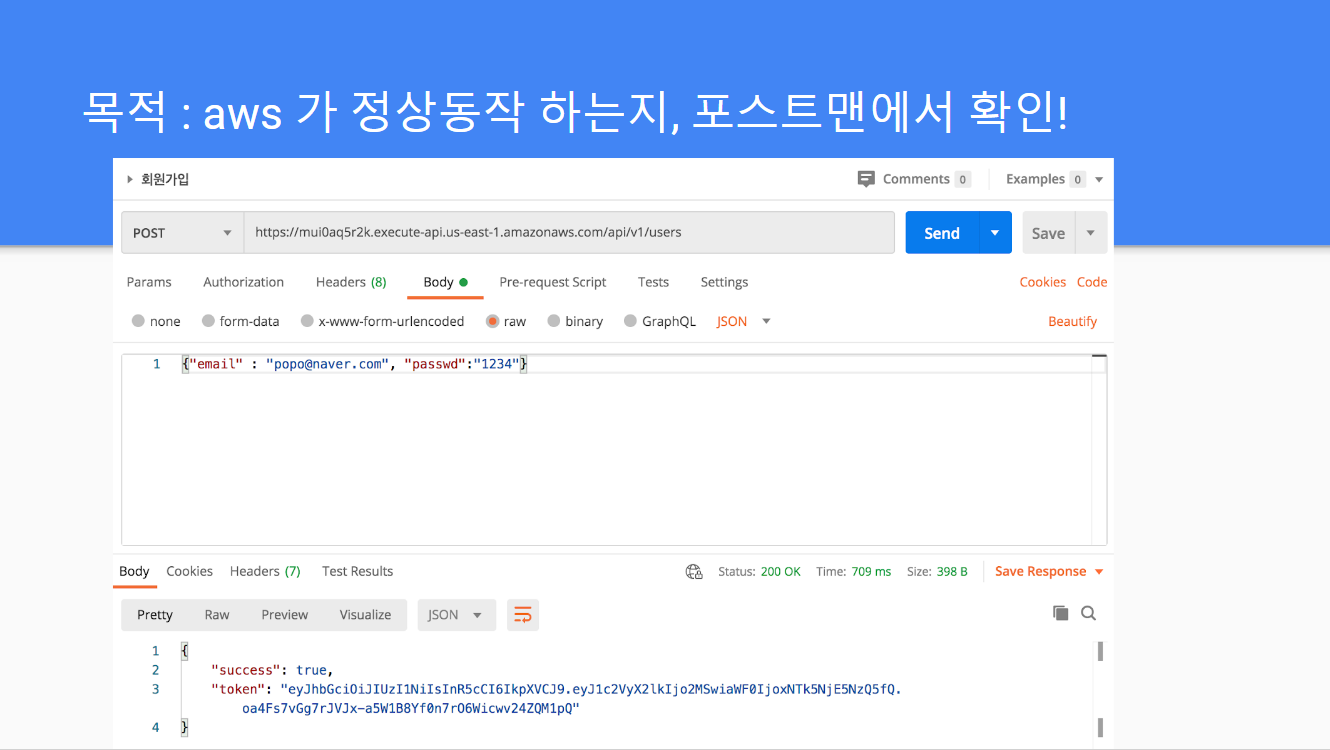 목적 : aws 가 정상동작 하는지, 포스트맨에서 확인!
회원가입 Comments 0 Examples 0
POST https://mui0aq5r2k.execute-api.us-east-1.amazonaws.com/api/v1/users Send Save
Params Authorization Headers (8) Body Pre-request Script Tests Settings Cookies Code
none form-data x-www-form-urlencoded raw binary GraphQL JSON Beautify
1 {"email" : "popo@naver.com", "passwd":"1234"}
Body Cookies Headers (7) Test Results Status: 200 OK Time: 709 ms Size: 398 B Save Response
Pretty Raw Preview Visualize JSON
1 {
2 "success": true,
3 "token": "eyJhbGciOiJIUzI1NiIsInR5cCI6IkpXVCJ9.eyJ1c2VyX2lkIjo2MSwiaWF0IjoxNTk5NjE5NzQ5fQ.
oa4Fs7vGg7rJVJx-a5W1B8Yf0n7rO6Wicwv24ZQM1pQ"
4 }